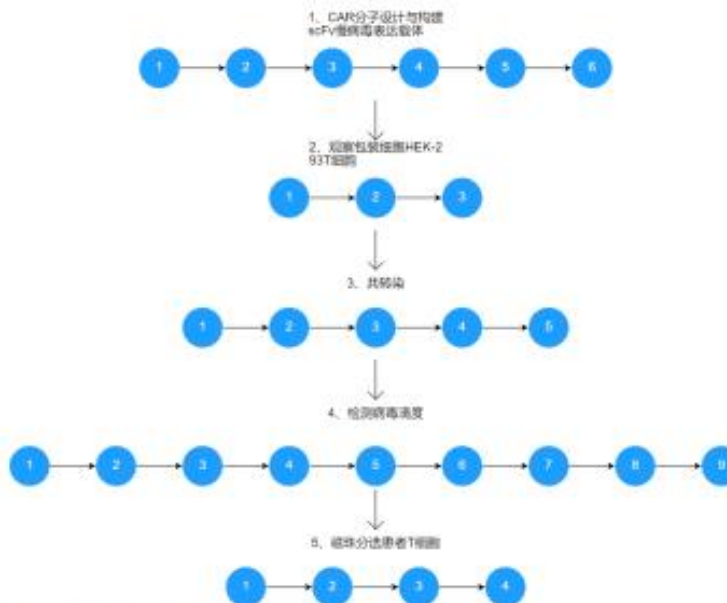 1、CAR分子设计与构建
scFv慢病毒表达载体
1 2 3 4 5 6
2、观察包装细胞HEK-2
93T细胞
1 2 3
3、共转染
1 2 3 4 5
4、检测病毒滴度
1 2 3 4 5 6 7 8 9
5、磁珠分选患者T细胞
1 2 3 4